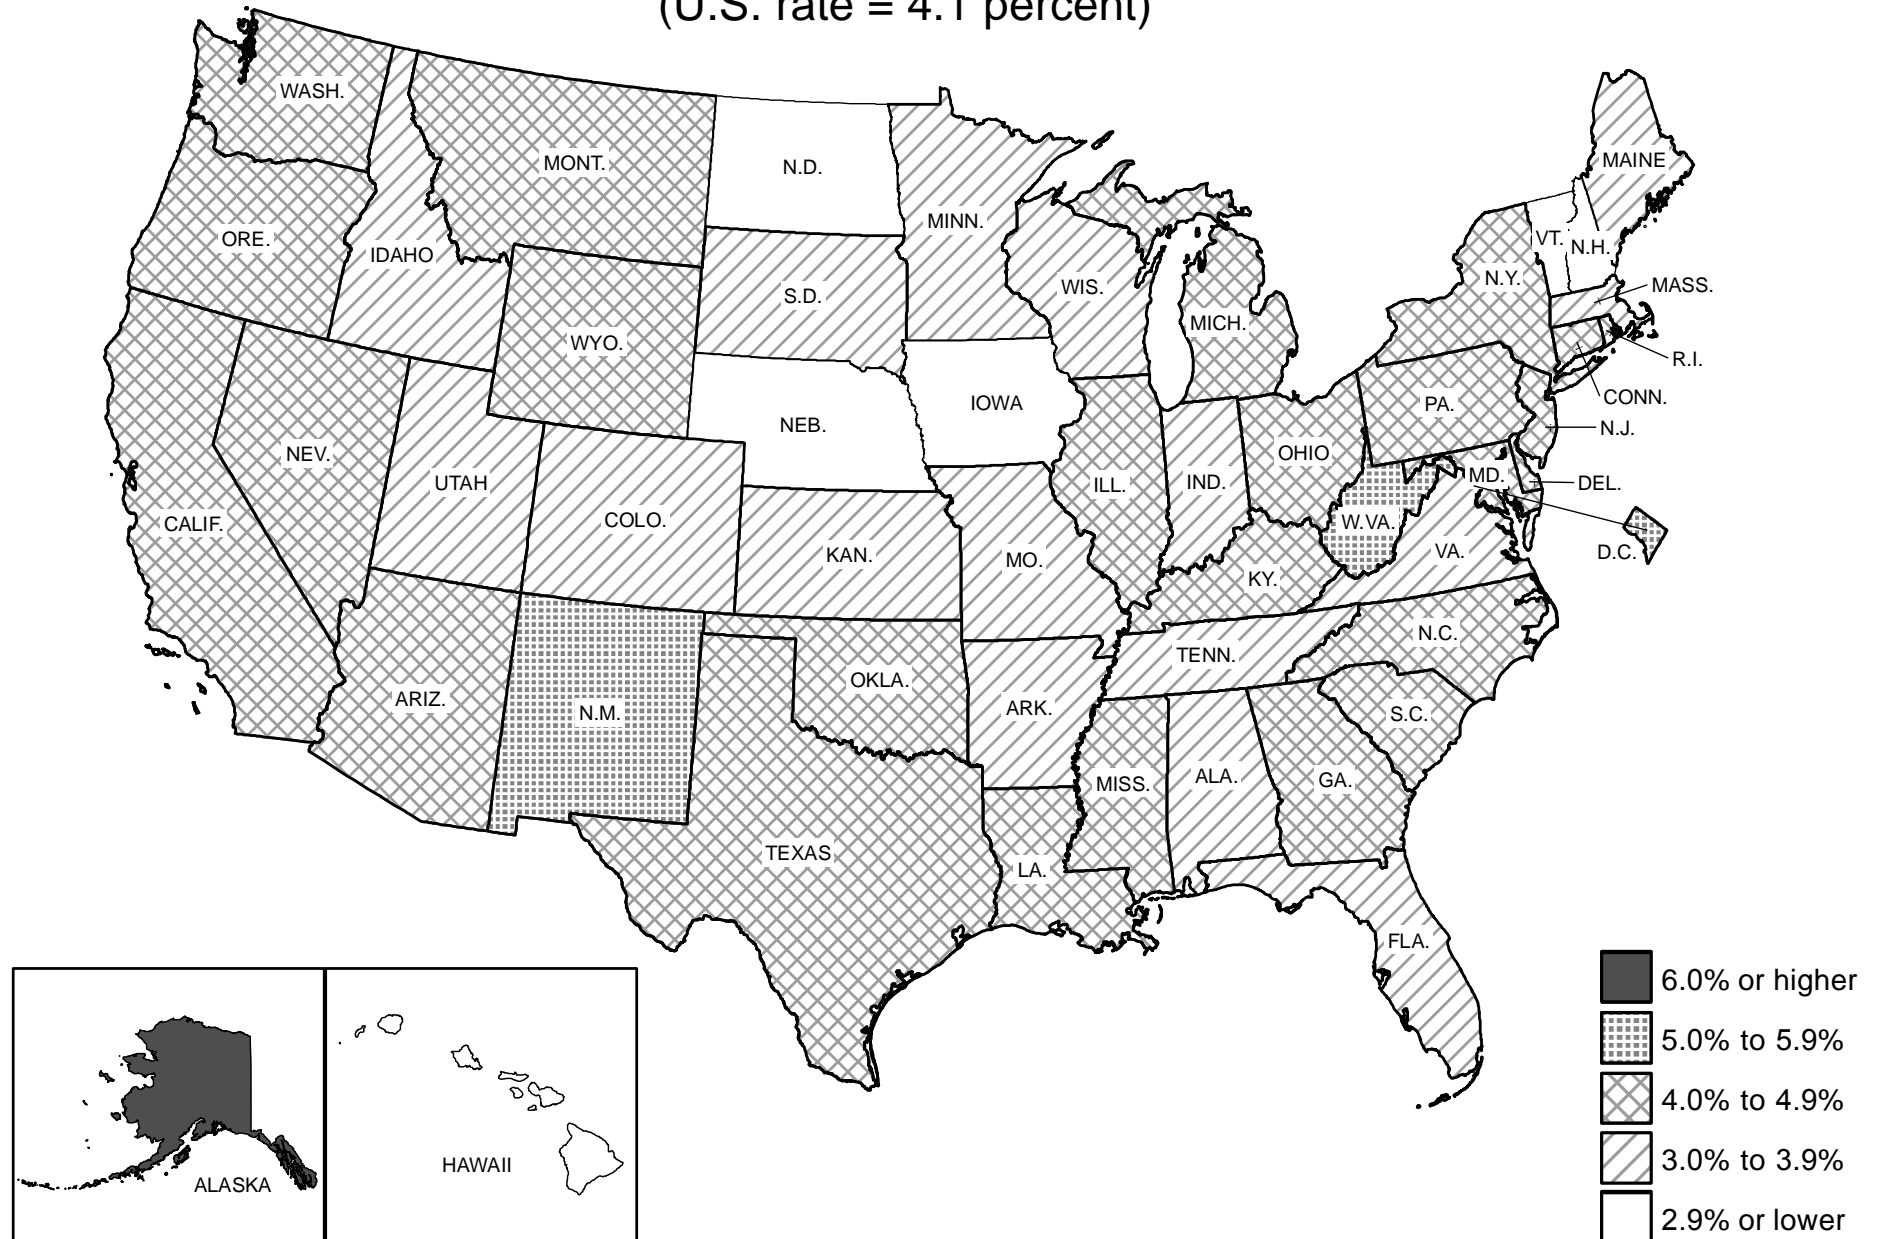 (U.S. rate = 4.1 percent)
WASH.
MONT.
N.D.
MINN.
MAINE
ORE.
IDAHO
VT.
N.H.
S.D.
WIS.
N.Y.
MASS.
WYO.
MICH.
R.I.
CONN.
IOWA
PA.
NEB.
N.J.
NEV.
OHIO
UTAH
ILL.
IND.
MD.
DEL.
CALIF.
COLO.
W.VA.
KAN.
MO.
VA.
D.C.
KY.
N.C.
TENN.
OKLA.
ARIZ.
N.M.
ARK.
S.C.
MISS.
ALA.
GA.
TEXAS
LA.
FLA.
HAWAII
ALASKA
6.0% or higher
5.0% to 5.9%
4.0% to 4.9%
3.0% to 3.9%
2.9% or lower